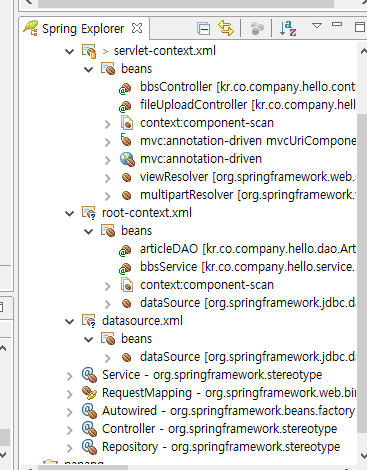 Spring Explorer
> servlet-context.xml
beans
bbsController [kr.co.company.hello.cont
fileUploadController [kr.co.company.hello
context:component-scan
mvc:annotation-driven mvcUriCompone
mvc:annotation-driven
viewResolver [org.springframework.web.s
multipartResolver [org.springframework.w
root-context.xml
beans
articleDAO [kr.co.company.hello.dao.Art
bbsService [kr.co.company.hello.service.
context:component-scan
dataSource [org.springframework.jdbc.da
datasource.xml
beans
dataSource [org.springframework.jdbc.da
Service - org.springframework.stereotype
RequestMapping - org.springframework.web.bin
Autowired - org.springframework.beans.factory
Controller - org.springframework.stereotype
Repository - org.springframework.stereotype